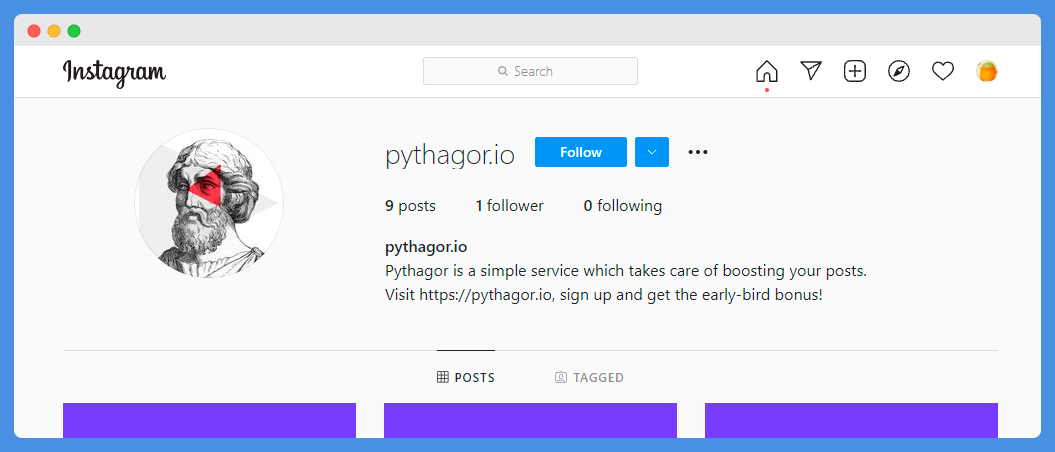 Instagram
Search
pythagor.io
Follow
9 posts 1 follower 0 following
pythagor.io
Pythagor is a simple service which takes care of boosting your posts.
Visit https://pythagor.io, sign up and get the early-bird bonus!
POSTS TAGGED